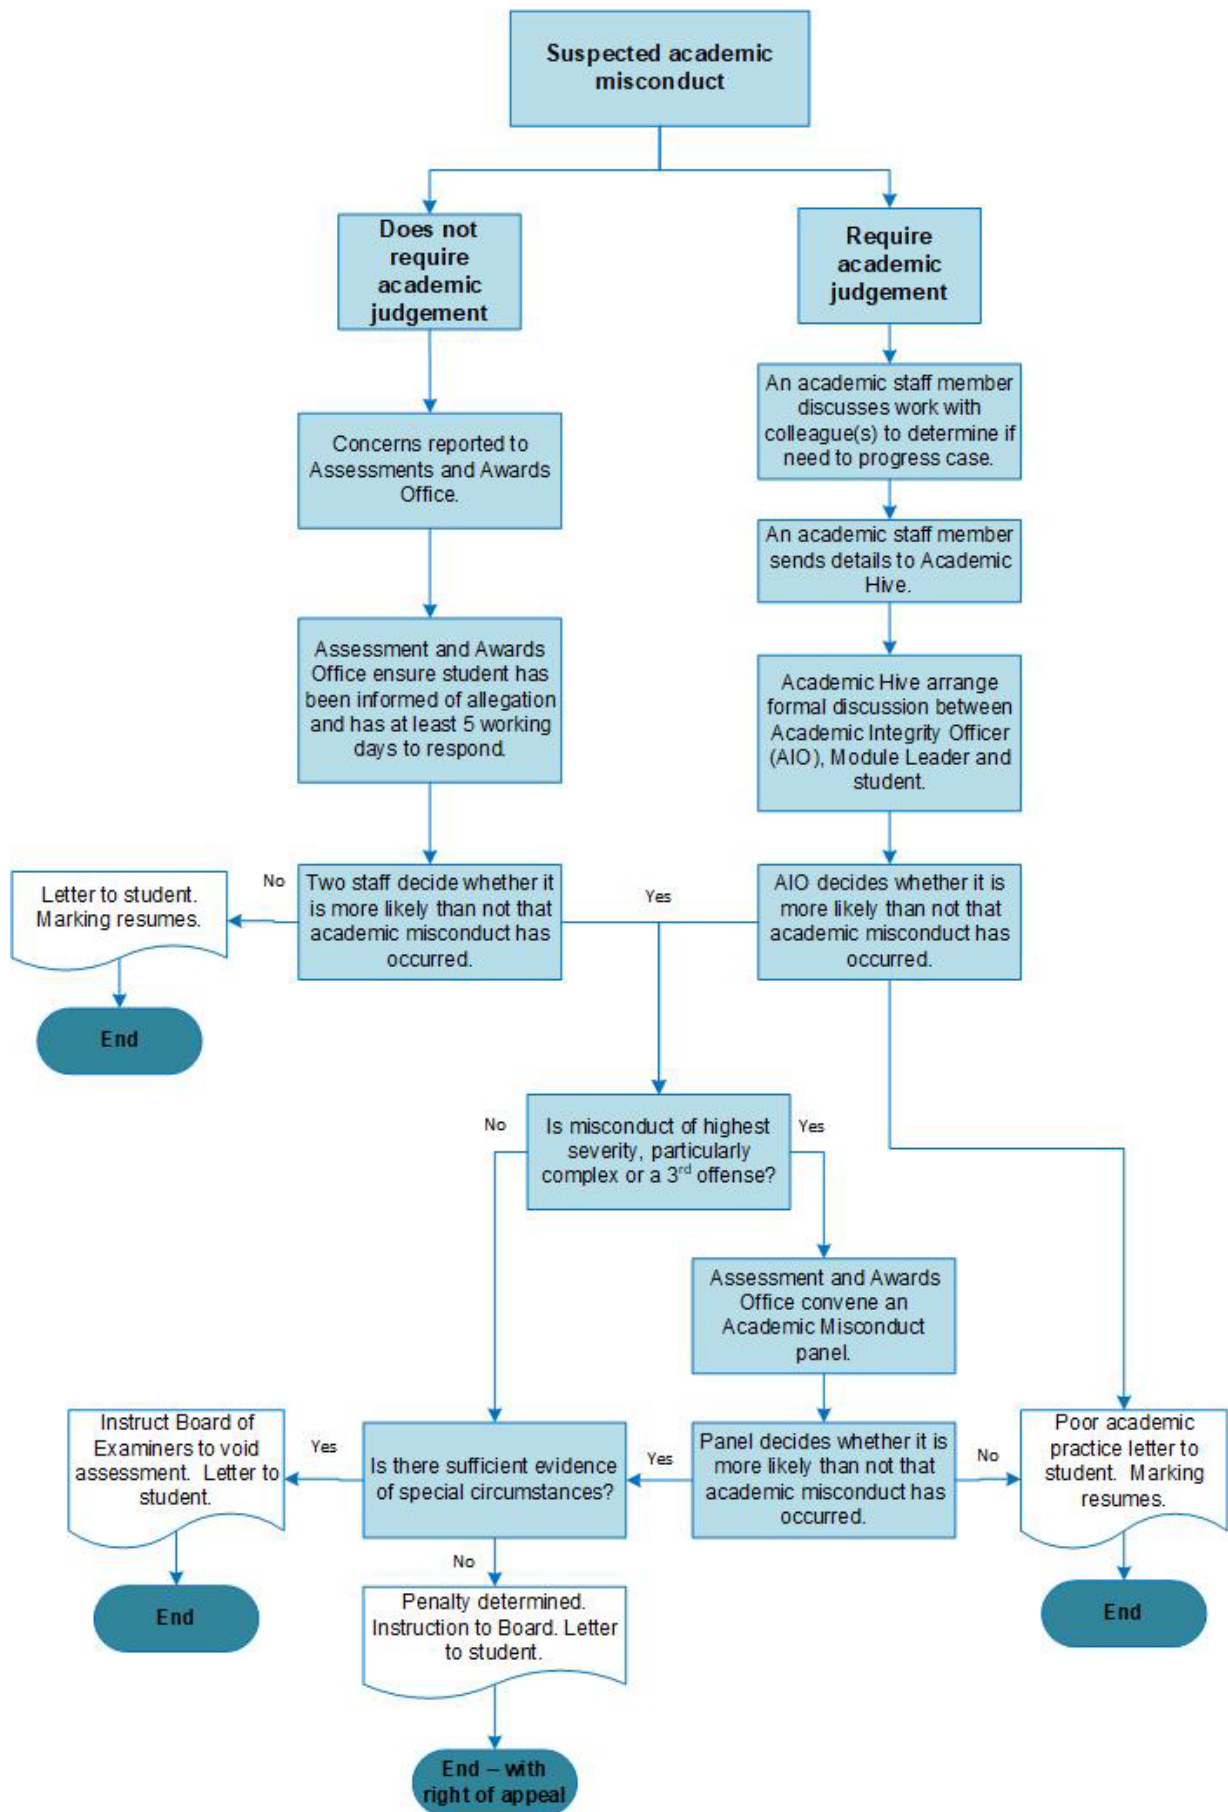 Suspected academic
misconduct
Does not
require
academic
judgement
Require
academic
judgement
An academic staff member
discusses work with
colleague(s) to determine if
need to progress case.
Concerns reported to
Assessments and Awards
Office.
An academic staff member
sends details to Academic
Hive.
Assessment and Awards
Office ensure student has
been informed of allegation
and has at least 5 working
days to respond.
Academic Hive arrange
formal discussion between
Academic Integrity Officer
(AIO), Module Leader and
student.
Letter to student.
Marking resumes.
No
Two staff decide whether it
is more likely than not that
academic misconduct has
occurred.
Yes
AIO decides whether it is
more likely than not that
academic misconduct has
occurred.
End
No
Is misconduct of highest
severity, particularly
complex or a 3rd offense?
Yes
Assessment and Awards
Office convene an
Academic Misconduct
panel.
Instruct Board of
Examiners to void
assessment. Letter to
student.
Yes
Is there sufficient evidence
of special circumstances?
Yes
Panel decides whether it is
more likely than not that
academic misconduct has
occurred.
No
Poor academic
practice letter to
student. Marking
resumes.
No
End
Penalty determined.
Instruction to Board. Letter
to student.
End
End – with
right of appeal